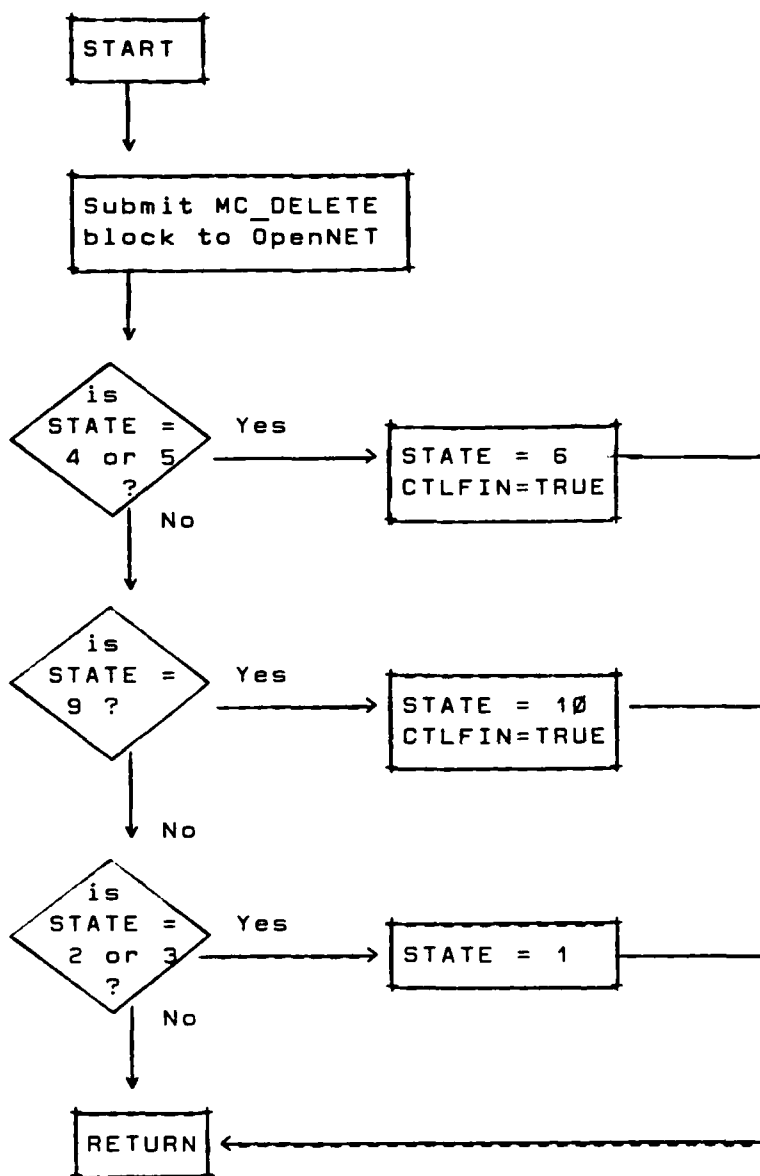 START
Submit MC_DELETE
block to OpenNET
is
STATE =
4 or 5
?
Yes
STATE = 6
CTLFIN=TRUE
No
is
STATE =
9 ?
Yes
STATE = 1Ø
CTLFIN=TRUE
No
is
STATE =
2 or 3
?
Yes
STATE = 1
No
RETURN